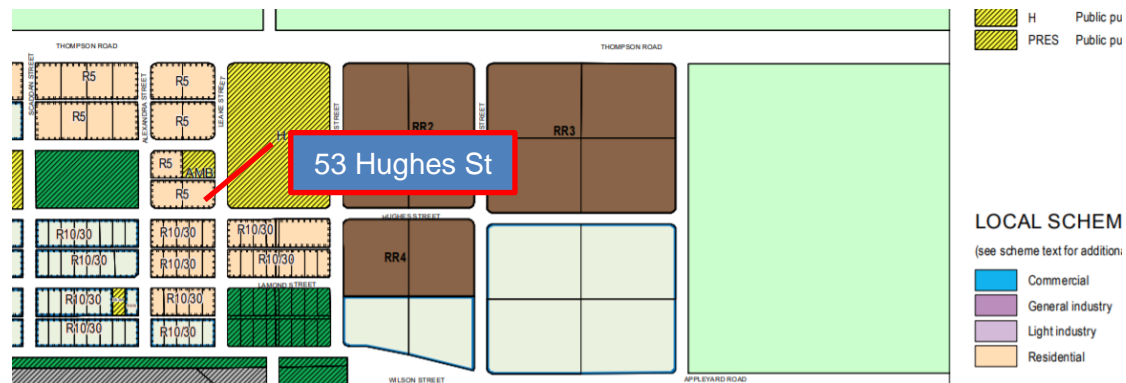 H Public pu
PRES Public pu
THOMPSON ROAD
THOMPSON ROAD
SCADDAN STREET
ALEXANDRA STREET
LEAKE STREET
STREET
STREET
R5
R5
R5
R5
H
RR2
RR3
53 Hughes St
R5
AMB
R5
HUGHES STREET
R10/30
R10/30
R10/30
R10/30
R10/30
R10/30
RR4
LAMOND STREET
R10/30
R10/30
R10/30
R10/30
WILSON STREET
APPLEYARD ROAD
LOCAL SCHEM
(see scheme text for additiona
Commercial
General industry
Light industry
Residential